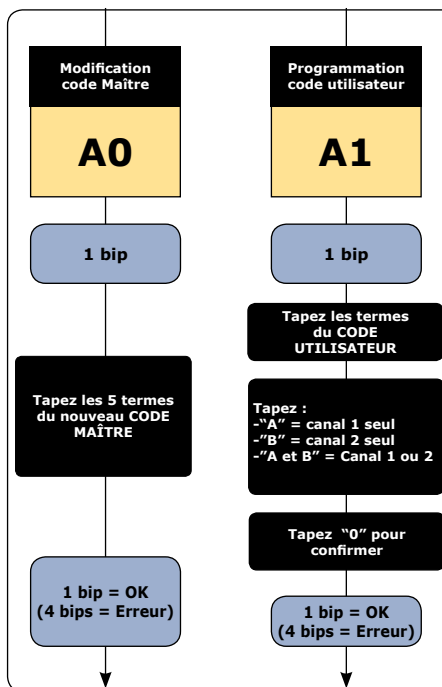 Modification
code Maître
A0
1 bip
Tapez les 5 termes
du nouveau CODE
MAÎTRE
1 bip = OK
(4 bips = Erreur)
Programmation
code utilisateur
A1
1 bip
Tapez les termes
du CODE
UTILISATEUR
Tapez :
-“A” = canal 1 seul
-”B” = canal 2 seul
-”A et B” = Canal 1 ou 2
Tapez “0” pour
confirmer
1 bip = OK
(4 bips = Erreur)